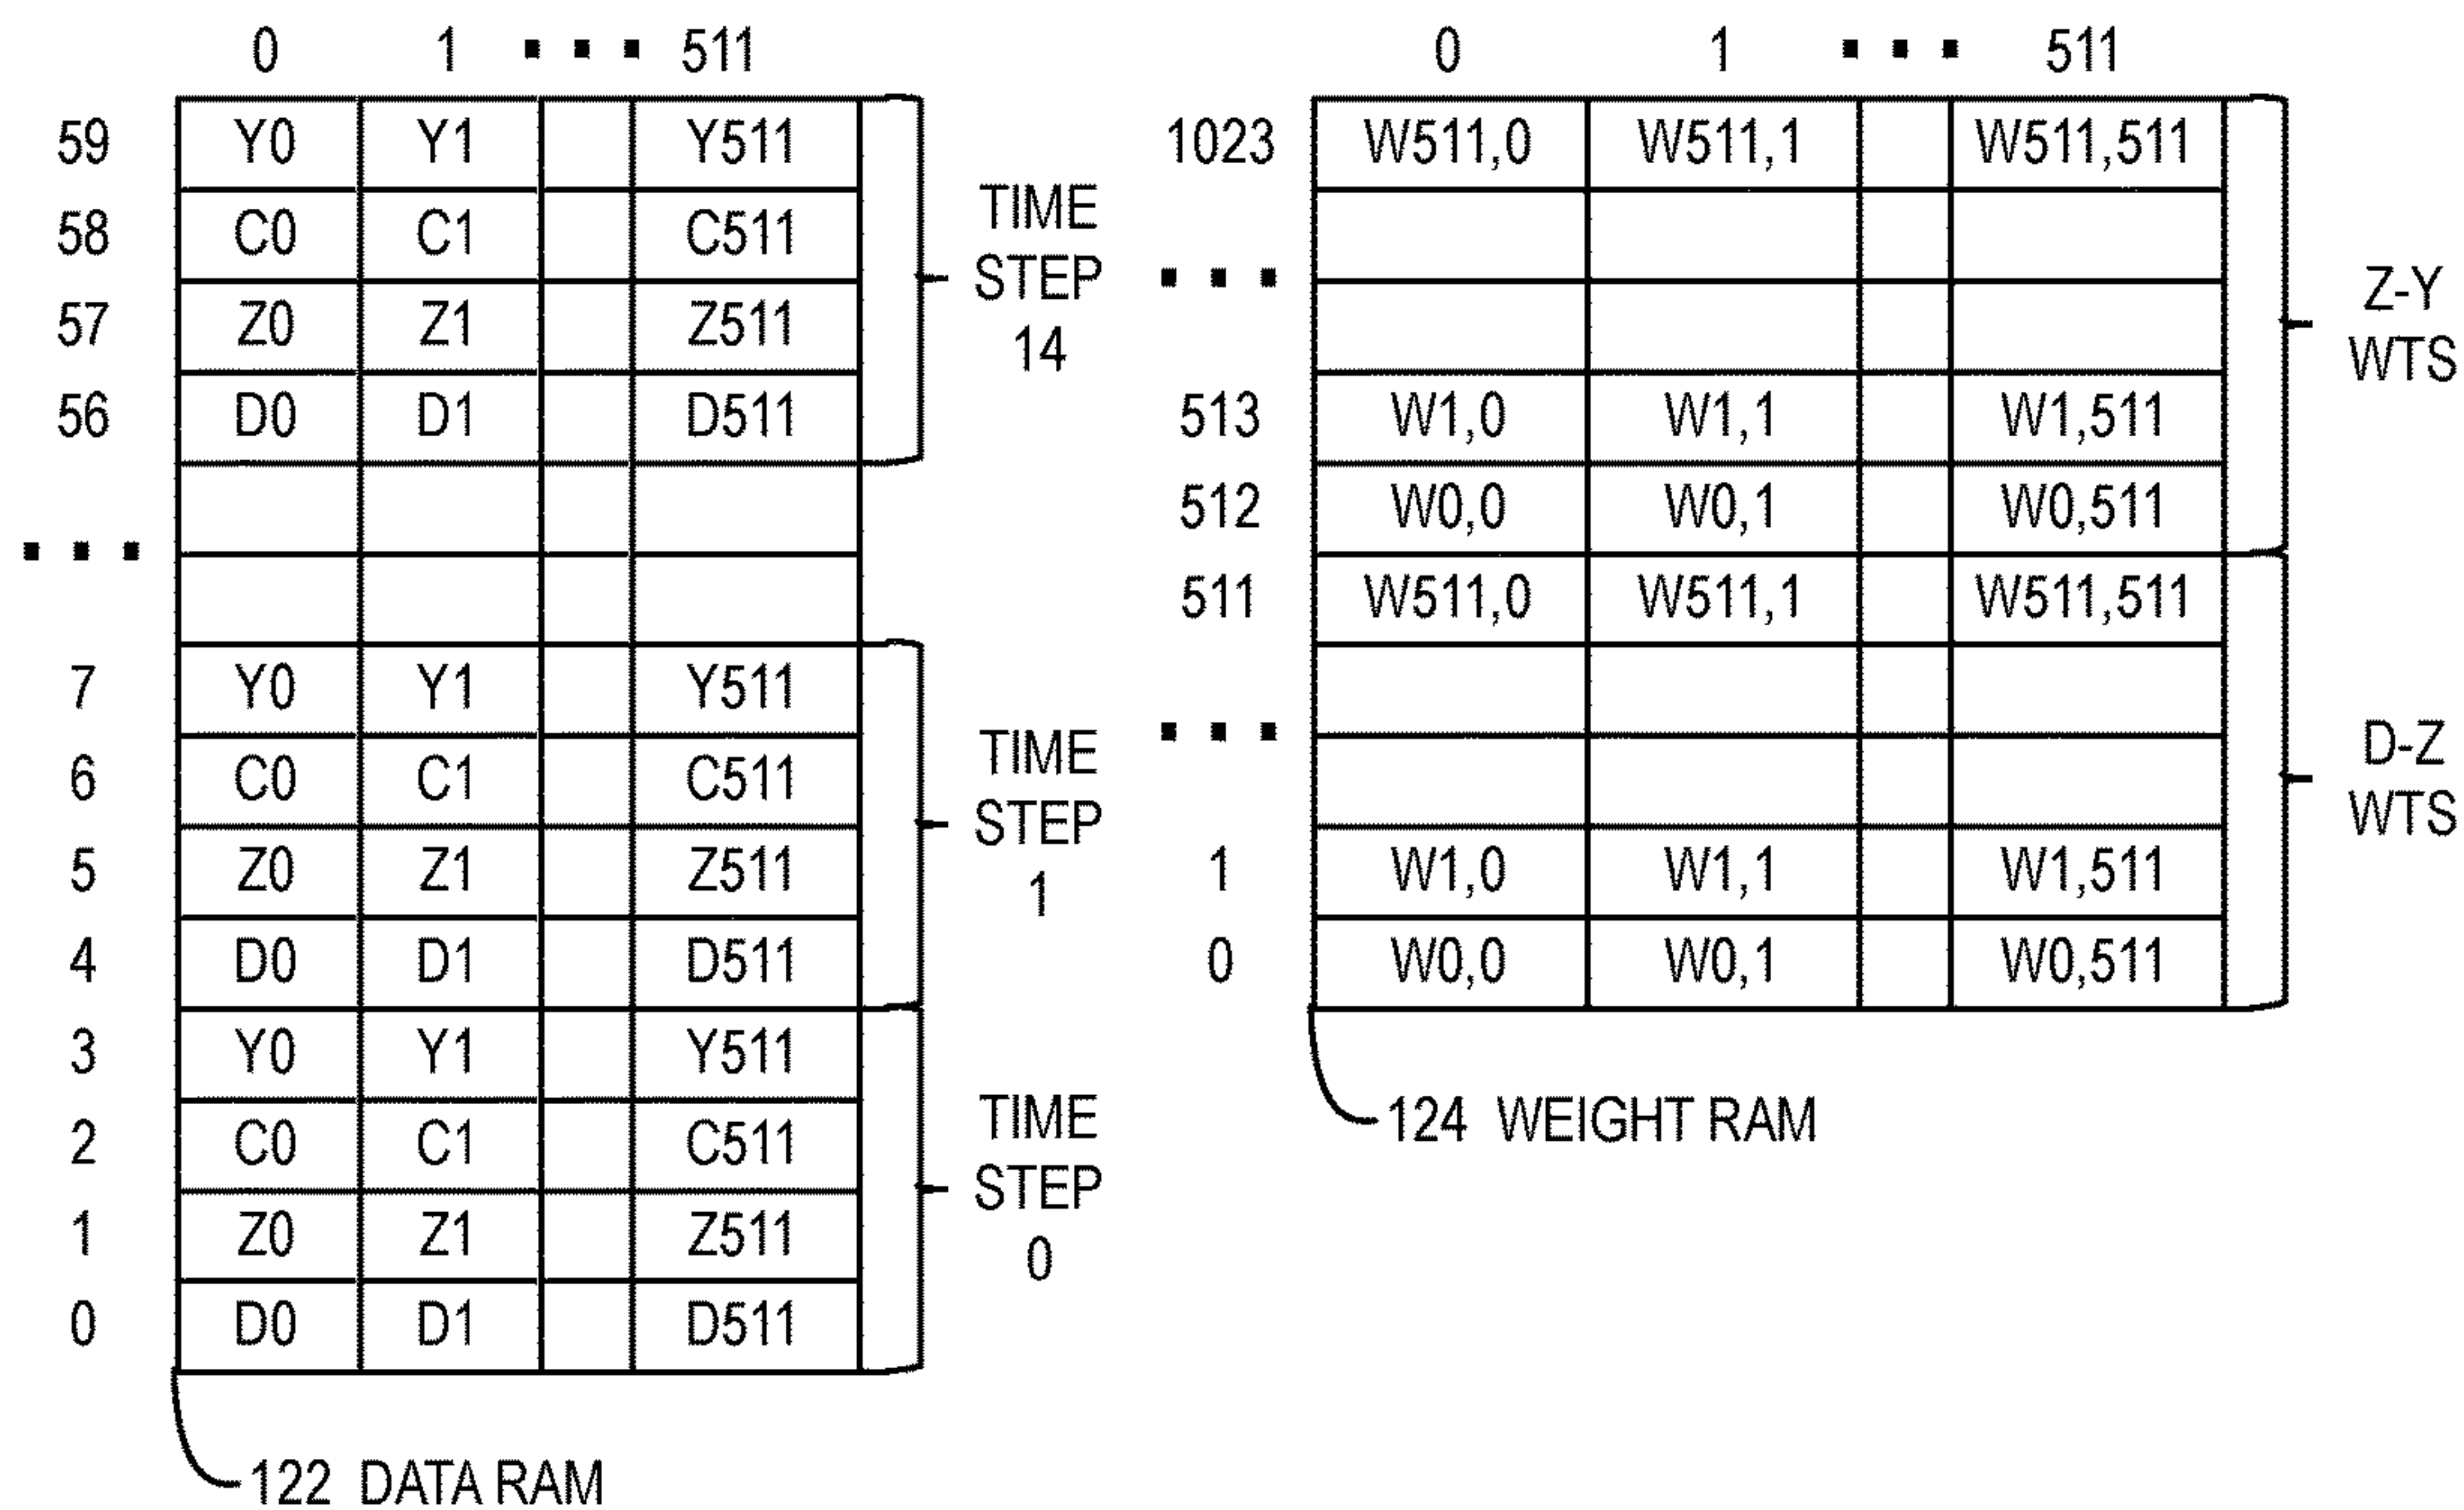 0 1 ■ ■ ■ 511
59 Y0 Y1 Y511
58 C0 C1 C511
57 Z0 Z1 Z511
56 D0 D1 D511
TIME
STEP
14
■ ■ ■
7 Y0 Y1 Y511
6 C0 C1 C511
5 Z0 Z1 Z511
4 D0 D1 D511
TIME
STEP
1
3 Y0 Y1 Y511
2 C0 C1 C511
1 Z0 Z1 Z511
0 D0 D1 D511
TIME
STEP
0
122 DATA RAM
0 1 ■ ■ ■ 511
1023 W511,0 W511,1 W511,511
■ ■ ■
513 W1,0 W1,1 W1,511
512 W0,0 W0,1 W0,511
Z-Y
WTS
511 W511,0 W511,1 W511,511
■ ■ ■
1 W1,0 W1,1 W1,511
0 W0,0 W0,1 W0,511
D-Z
WTS
124 WEIGHT RAM